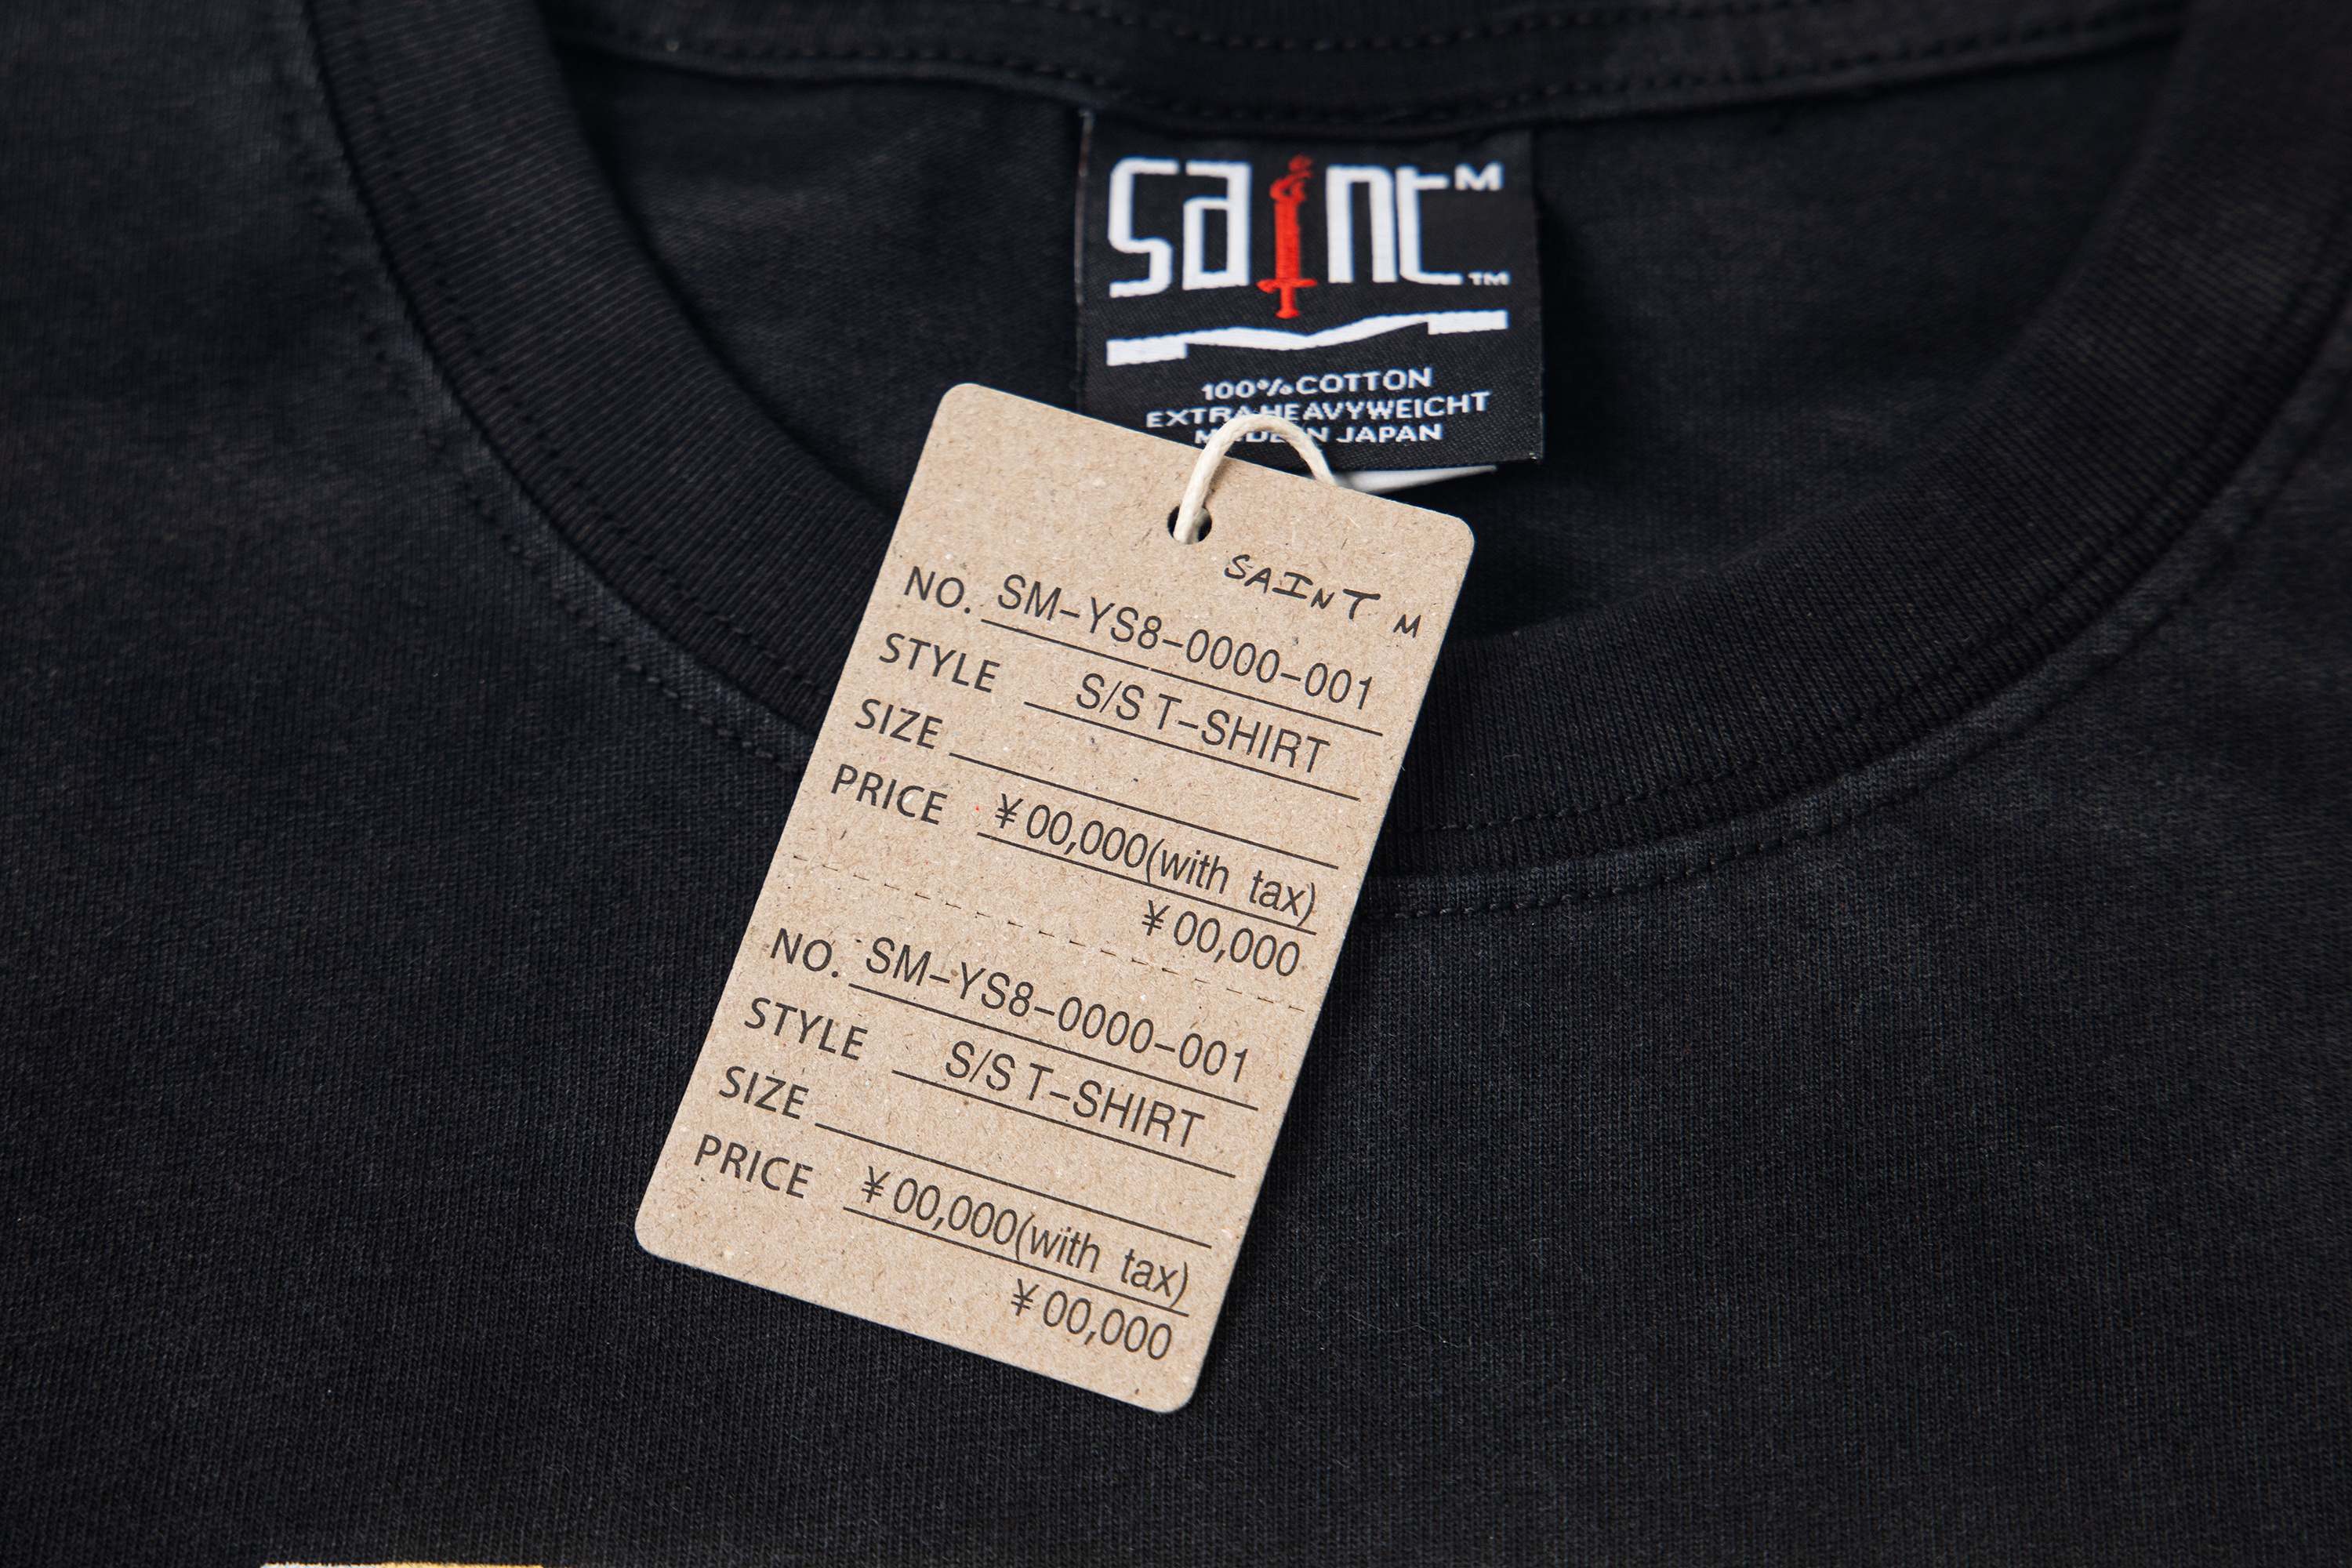 saint M
TM
100% COTTON
EXTRA HEAVYWEIGHT
MADE IN JAPAN
SAINT M
NO. SM-YS8-0000-001
STYLE S/S T-SHIRT
SIZE
PRICE ¥00,000(with tax)
¥00,000
NO. SM-YS8-0000-001
STYLE S/S T-SHIRT
SIZE
PRICE ¥00,000(with tax)
¥00,000